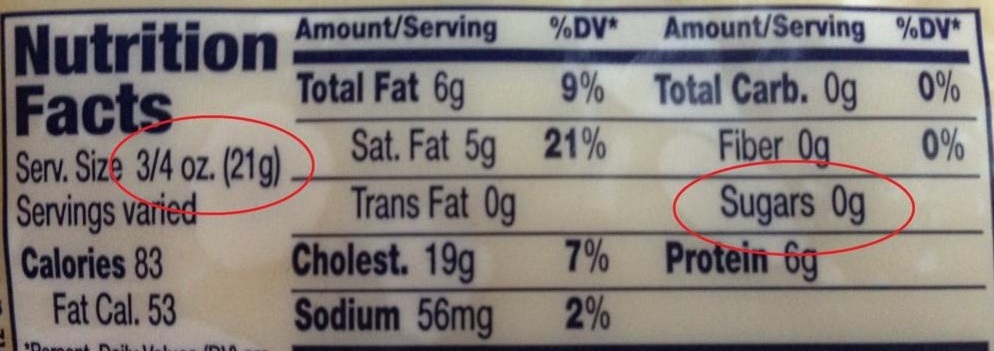 Nutrition
Facts
Serv. Size 3/4 oz. (21g)
Servings varied
Calories 83
Fat Cal. 53
Amount/Serving %DV*
Total Fat 6g 9%
Sat. Fat 5g 21%
Trans Fat 0g
Cholest. 19g 7%
Sodium 56mg 2%
Amount/Serving %DV*
Total Carb. 0g 0%
Fiber 0g 0%
Sugars 0g
Protein 6g